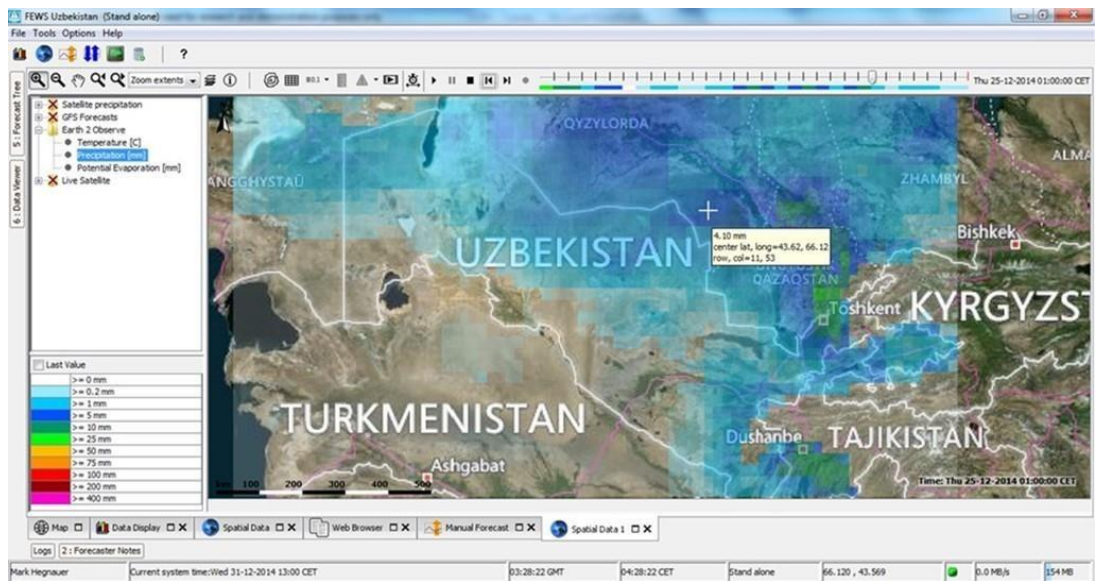 FEWS Uzbekistan (Stand alone)
File Tools Options Help
?
Zoom extents
Thu 25-12-2014 01:00:00 CET
5 : Forecast Tree
6 : Data Viewer
Satellite precipitation
GFS Forecasts
Earth 2 Observe
Temperature [C]
Precipitation [mm]
Potential Evaporation [mm]
Live Satellite
QYZYLORDA
ALMA
ANGGHYSTAŪ
ZHAMBYL
4.10 mm
center lat, long=43.62, 66.12
row, col=11, 53
Bishkek
UZBEKISTAN
QAZAQSTAN
Toshkent
KYRGYZST
TURKMENISTAN
Dushanbe
TAJIKISTAN
Ashgabat
km 100 200 300 400 500
Time: Thu 25-12-2014 01:00:00 CET
Last Value
>= 0 mm
>= 0.2 mm
>= 1 mm
>= 5 mm
>= 10 mm
>= 25 mm
>= 50 mm
>= 75 mm
>= 100 mm
>= 200 mm
>= 400 mm
Map Data Display Spatial Data Web Browser Manual Forecast Spatial Data 1
Logs 2 : Forecaster Notes
Mark Hegnauer Current system time:Wed 31-12-2014 13:00 CET 03:28:22 GMT 04:28:22 CET Stand alone 66.120 , 43.569 0.0 MB/s 154 MB